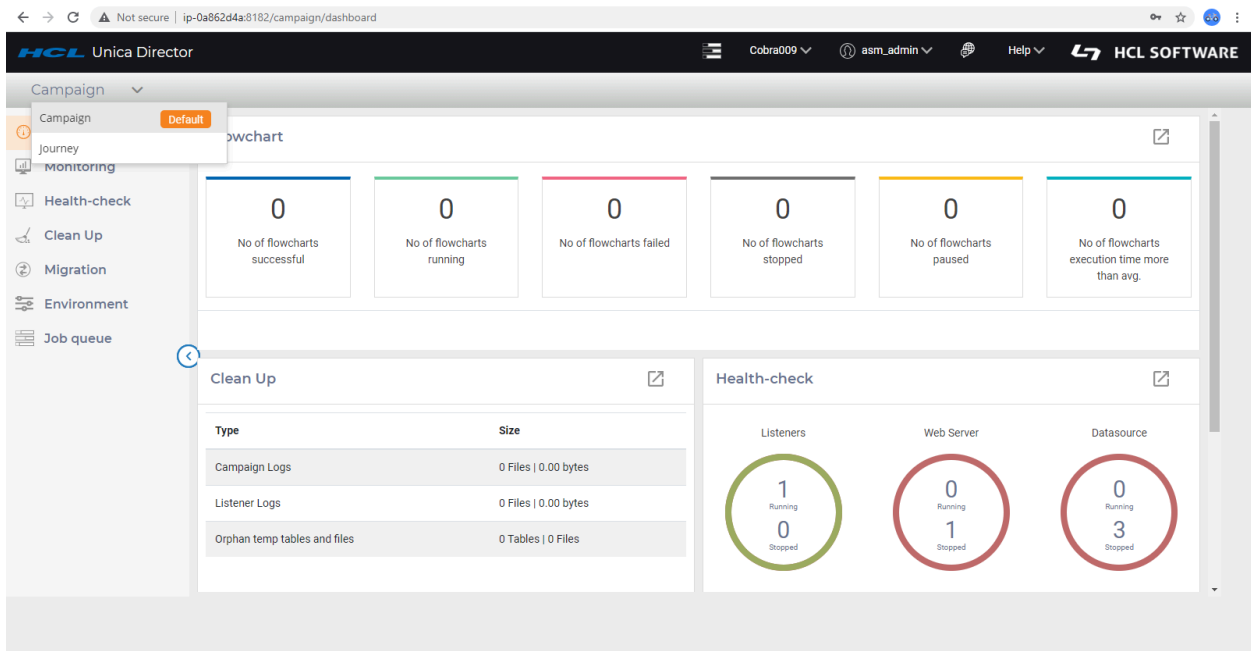 Not secure | ip-0a862d4a:8182/campaign/dashboard
HCL Unica Director
Cobra009
asm_admin
Help
HCL SOFTWARE
Campaign
Campaign
Default
Journey
Monitoring
Health-check
Clean Up
Migration
Environment
Job queue
owchart
0
No of flowcharts
successful
0
No of flowcharts
running
0
No of flowcharts failed
0
No of flowcharts
stopped
0
No of flowcharts
paused
0
No of flowcharts
execution time more
than avg.
Clean Up
Type Size
Campaign Logs 0 Files | 0.00 bytes
Listener Logs 0 Files | 0.00 bytes
Orphan temp tables and files 0 Tables | 0 Files
Health-check
Listeners
1
Running
0
Stopped
Web Server
0
Running
1
Stopped
Datasource
0
Running
3
Stopped